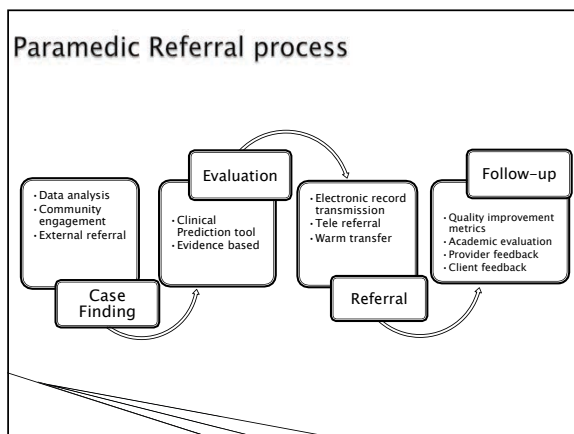 Paramedic Referral process
• Data analysis
• Community
engagement
• External referral
Case
Finding
Evaluation
• Clinical
Prediction tool
• Evidence based
• Electronic record
transmission
• Tele referral
• Warm transfer
Referral
Follow-up
• Quality improvement
metrics
• Academic evaluation
• Provider feedback
• Client feedback